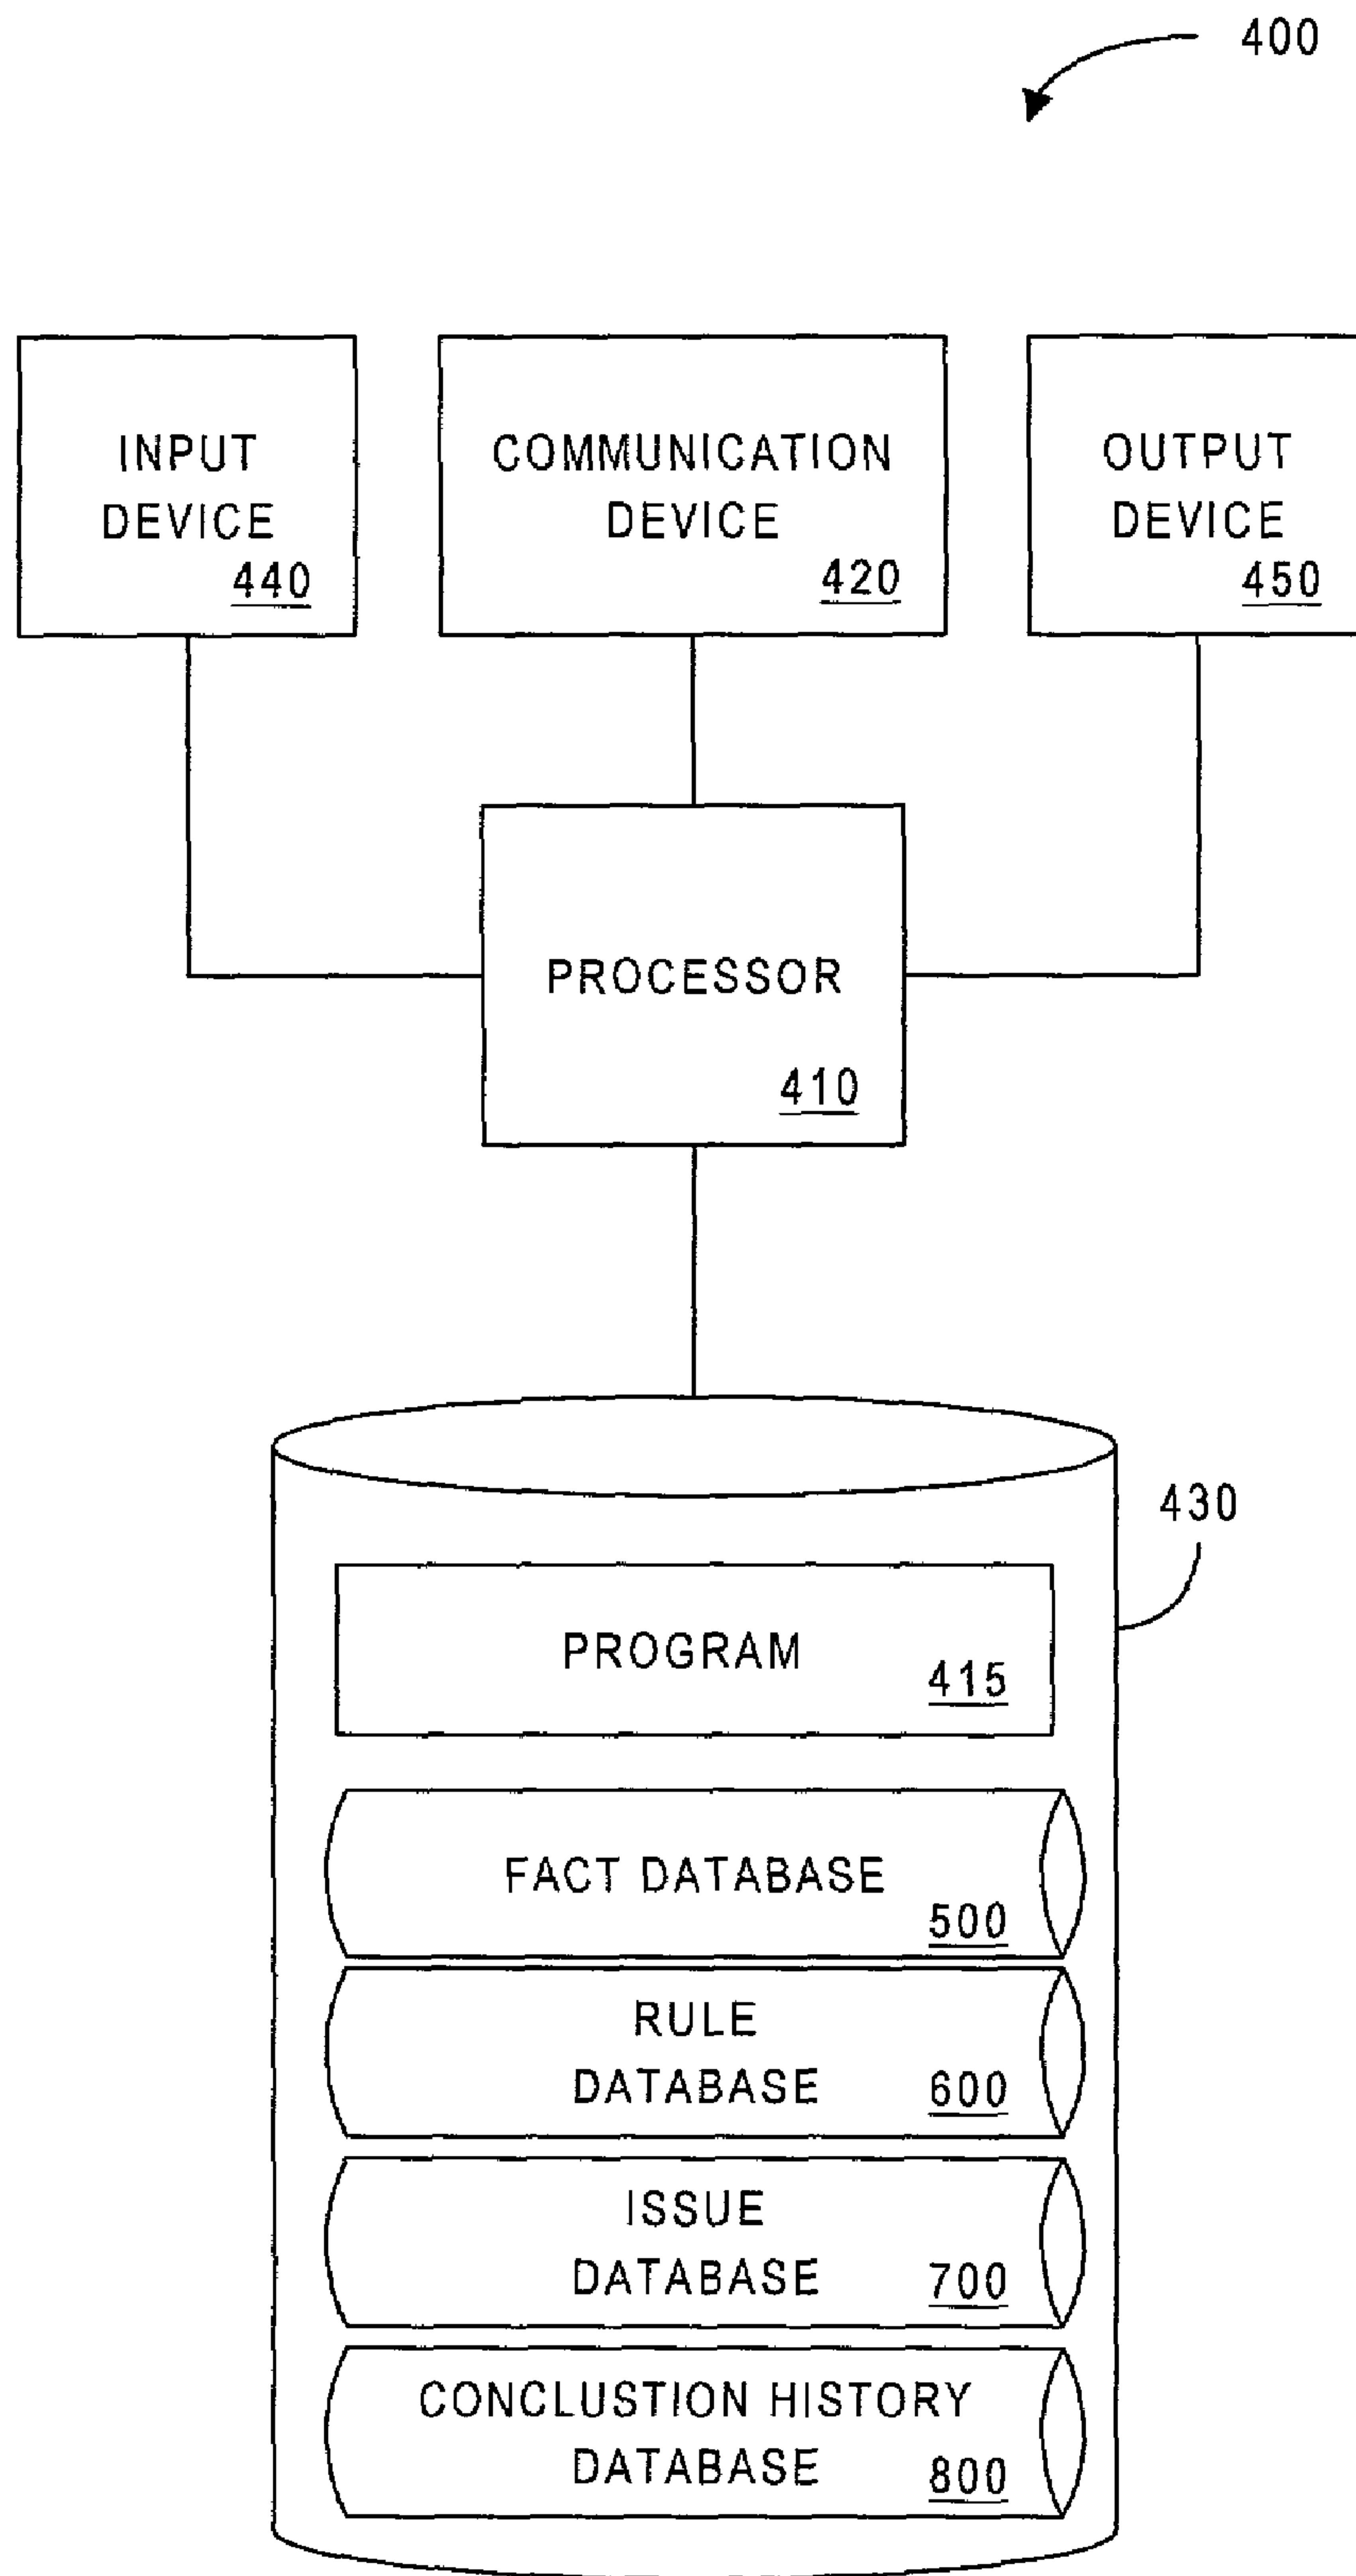 400
INPUT
DEVICE
440
COMMUNICATION
DEVICE
420
OUTPUT
DEVICE
450
PROCESSOR
410
430
PROGRAM
415
FACT DATABASE
500
RULE
DATABASE
600
ISSUE
DATABASE
700
CONCLUSTION HISTORY
DATABASE
800